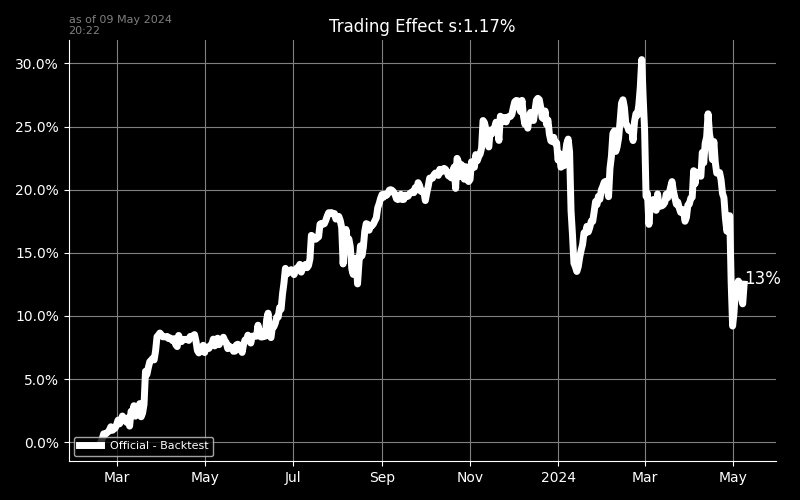 as of 09 May 2024
20:22
Trading Effect s:1.17%
30.0%
25.0%
20.0%
15.0%
10.0%
5.0%
0.0%
13%
Official - Backtest
Mar May Jul Sep Nov 2024 Mar May